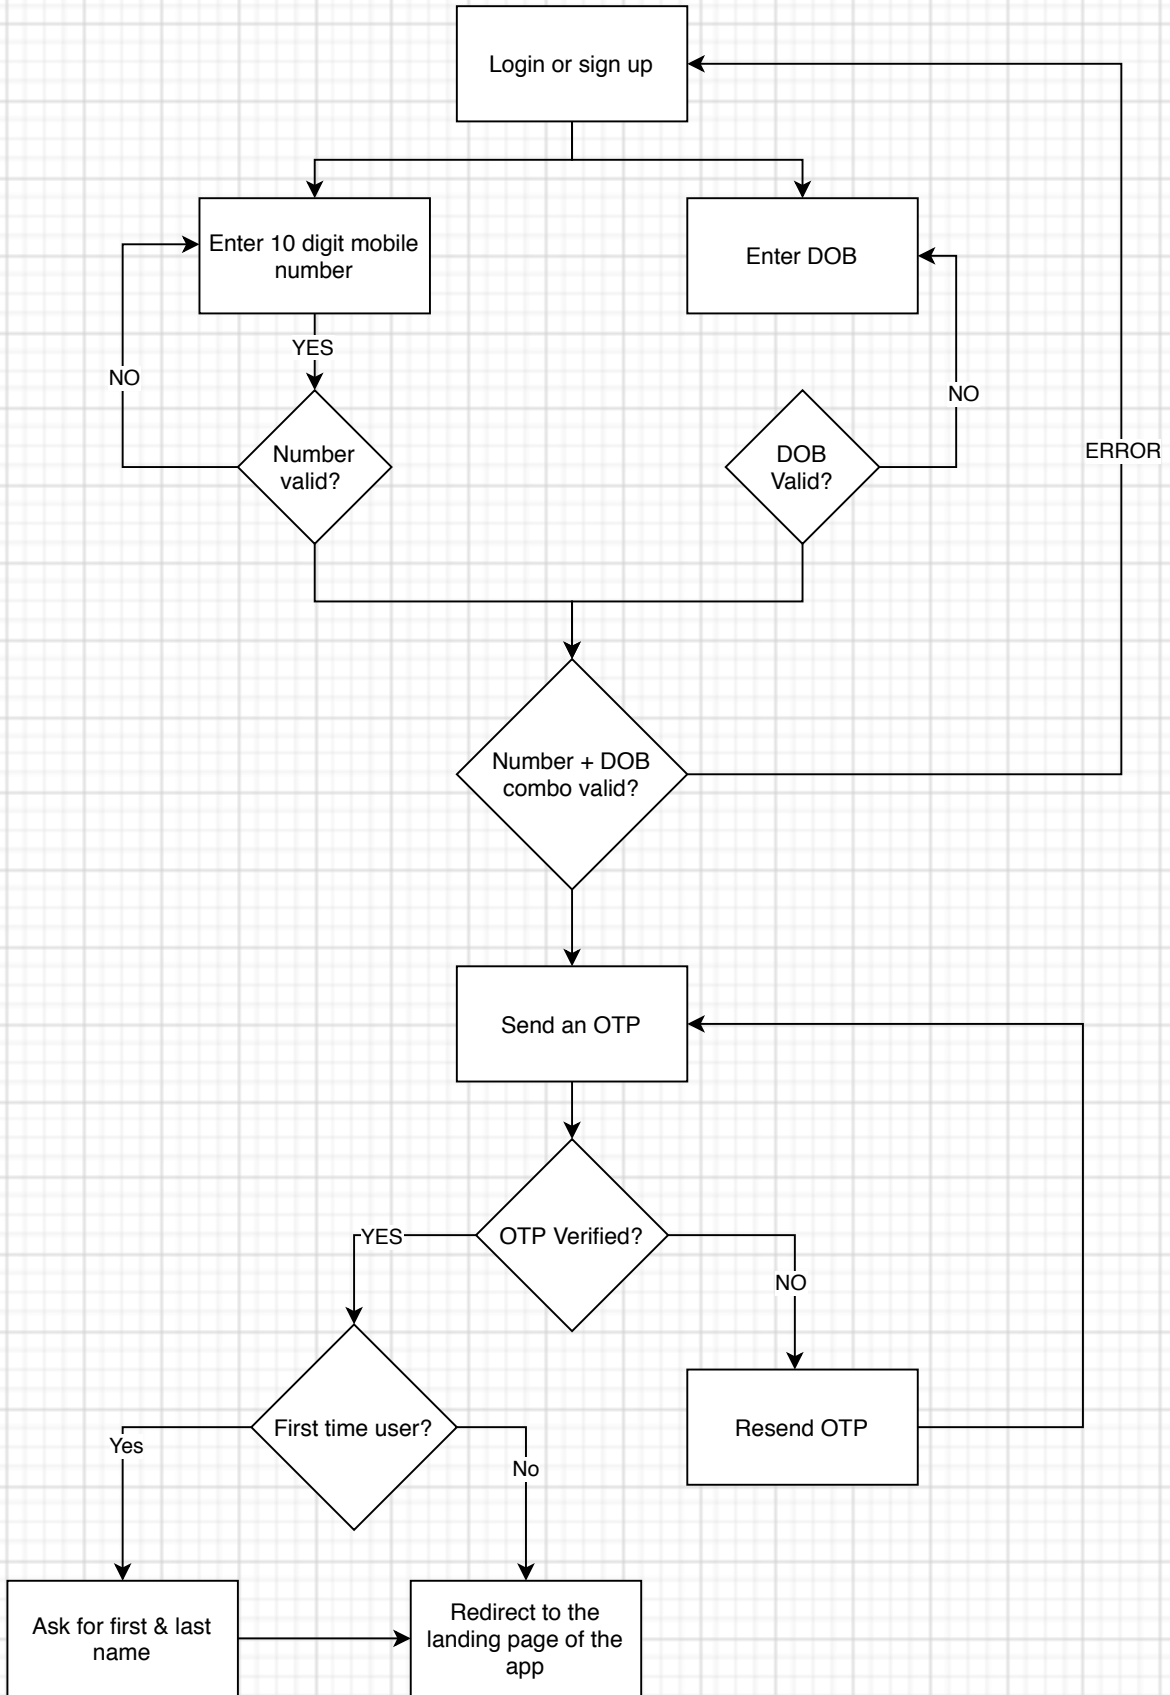 Login or sign up
Enter 10 digit mobile
number
Enter DOB
YES
NO
NO
Number
valid?
DOB
Valid?
ERROR
Number + DOB
combo valid?
Send an OTP
OTP Verified?
YES
NO
First time user?
Resend OTP
Yes
No
Ask for first & last
name
Redirect to the
landing page of the
app